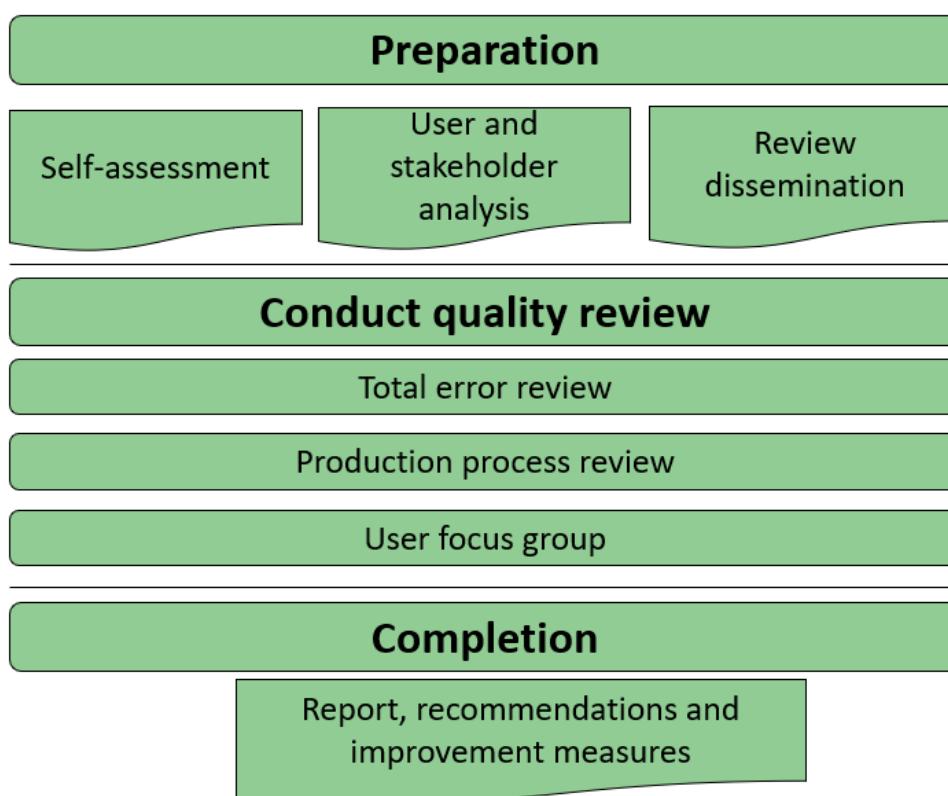 Preparation
Self-assessment
User and
stakeholder
analysis
Review
dissemination
Conduct quality review
Total error review
Production process review
User focus group
Completion
Report, recommendations and
improvement measures